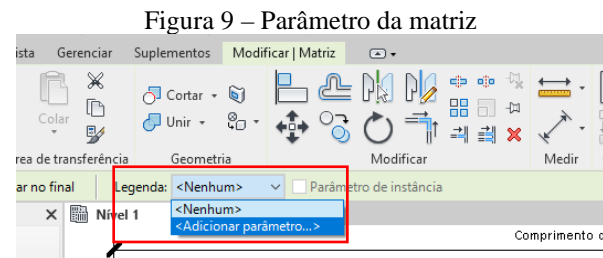 Figura 9 – Parâmetro da matriz
ista Gerenciar Suplementos Modificar | Matriz
Cortar
Colar
Unir
rea de transferência Geometria Modificar Medir
ar no final Legenda: <Nenhum> Parâmetro de instância
<Nenhum>
<Adicionar parâmetro...>
X Nível 1
Comprimento d